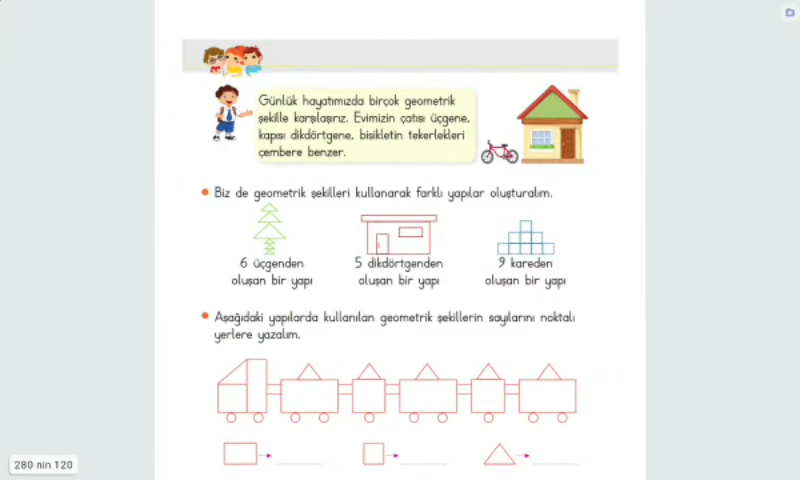 Günlük hayatımızda birçok geometrik
şekille karşılaşırız. Evimizin çatısı üçgene,
kapısı dikdörtgene, bisikletin tekerlekleri
çembere benzer.
Biz de geometrik şekilleri kullanarak farklı yapılar oluşturalım.
6 üçgenden
oluşan bir yapı
5 dikdörtgenden
oluşan bir yapı
9 kareden
oluşan bir yapı
Aşağıdaki yapılarda kullanılan geometrik şekillerin sayılarını noktalı
yerlere yazalım.
280 nin 120